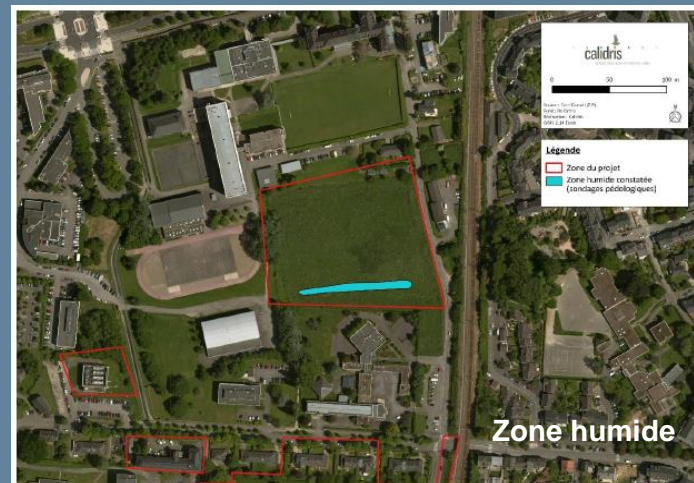 calidris
0 50 100 m
Légende
Zone du projet
Zone humide constatée
(sondages pédologiques)
Zone humide